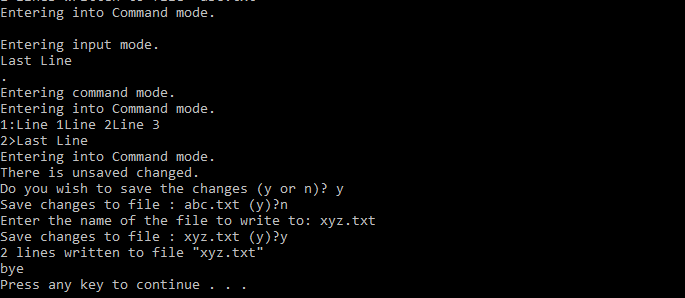 Entering into Command mode.

Entering input mode.
Last Line
.
Entering command mode.
Entering into Command mode.
1:Line 1Line 2Line 3
2>Last Line
Entering into Command mode.
There is unsaved changed.
Do you wish to save the changes (y or n)? y
Save changes to file : abc.txt (y)?n
Enter the name of the file to write to: xyz.txt
Save changes to file : xyz.txt (y)?y
2 lines written to file "xyz.txt"
bye
Press any key to continue . . .